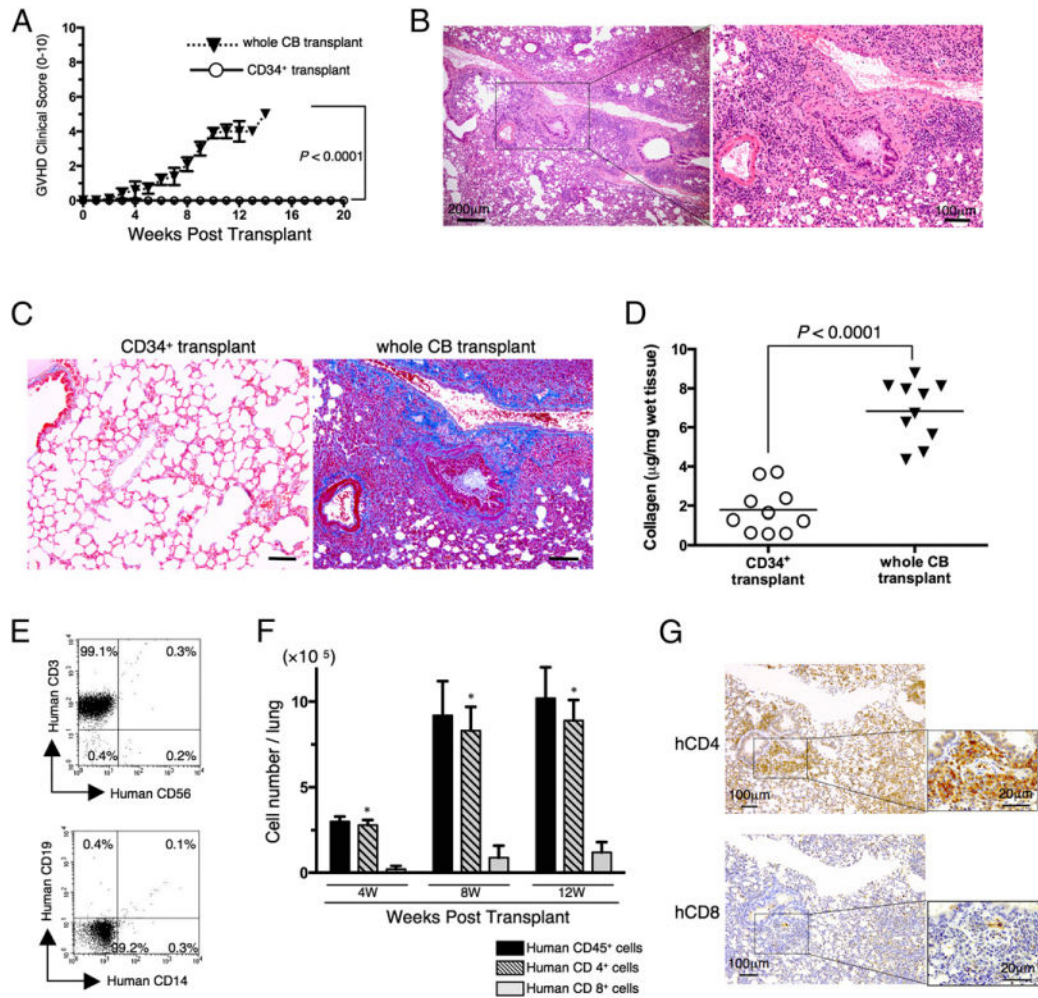 A
GVHD Clinical Score (0-10)
10
8
6
4
2
0
whole CB transplant
CD34+ transplant
P < 0.0001
0 4 8 12 16 20
Weeks Post Transplant
B
200μm
100μm
C
CD34+ transplant
whole CB transplant
D
P < 0.0001
Collagen (μg/mg wet tissue)
10
8
6
4
2
0
CD34+
transplant
whole CB
transplant
E
Human CD3
99.1% 0.3%
0.4% 0.2%
Human CD56
Human CD19
0.4% 0.1%
99.2% 0.3%
Human CD14
F
(×10 5)
Cell number / lung
10
5
* * *
4W 8W 12W
Weeks Post Transplant
Human CD45+ cells
Human CD 4+ cells
Human CD 8+ cells
G
hCD4
100μm
20μm
hCD8
100μm
20μm